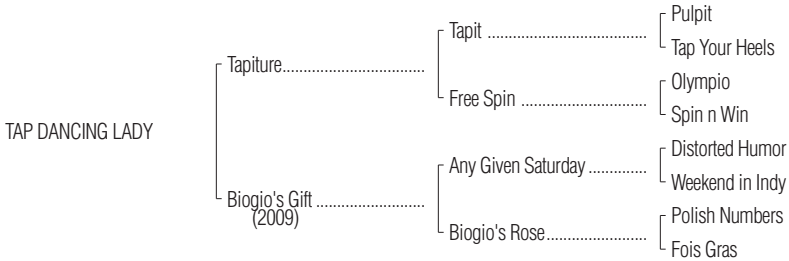 Pulpit
Tapit ................................
Tap Your Heels
Tapiture.............................
Olympio
Free Spin .........................
Spin n Win
TAP DANCING LADY
Distorted Humor
Any Given Saturday ............
Weekend in Indy
Biogio's Gift ......................
(2009)
Polish Numbers
Biogio's Rose.....................
Fois Gras